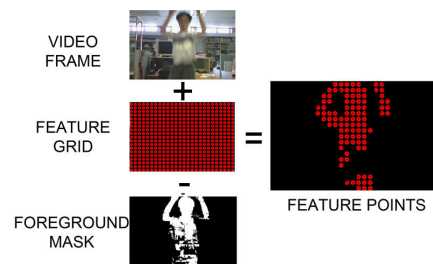 VIDEO
FRAME
+
FEATURE
GRID
=
-
FOREGROUND
MASK
FEATURE POINTS